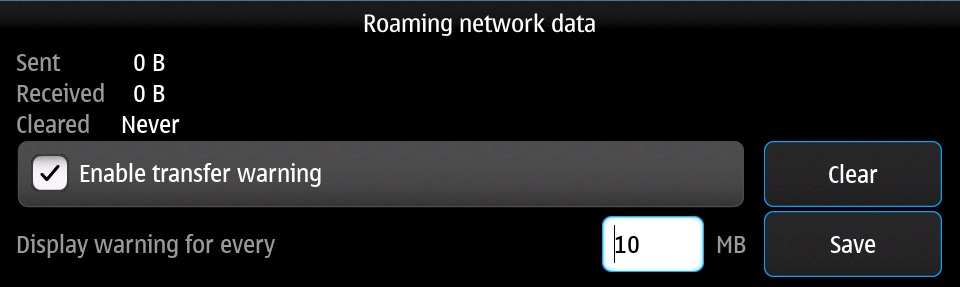 Roaming network data
Sent 0 B
Received 0 B
Cleared Never
Enable transfer warning
Clear
Display warning for every 10 MB
Save